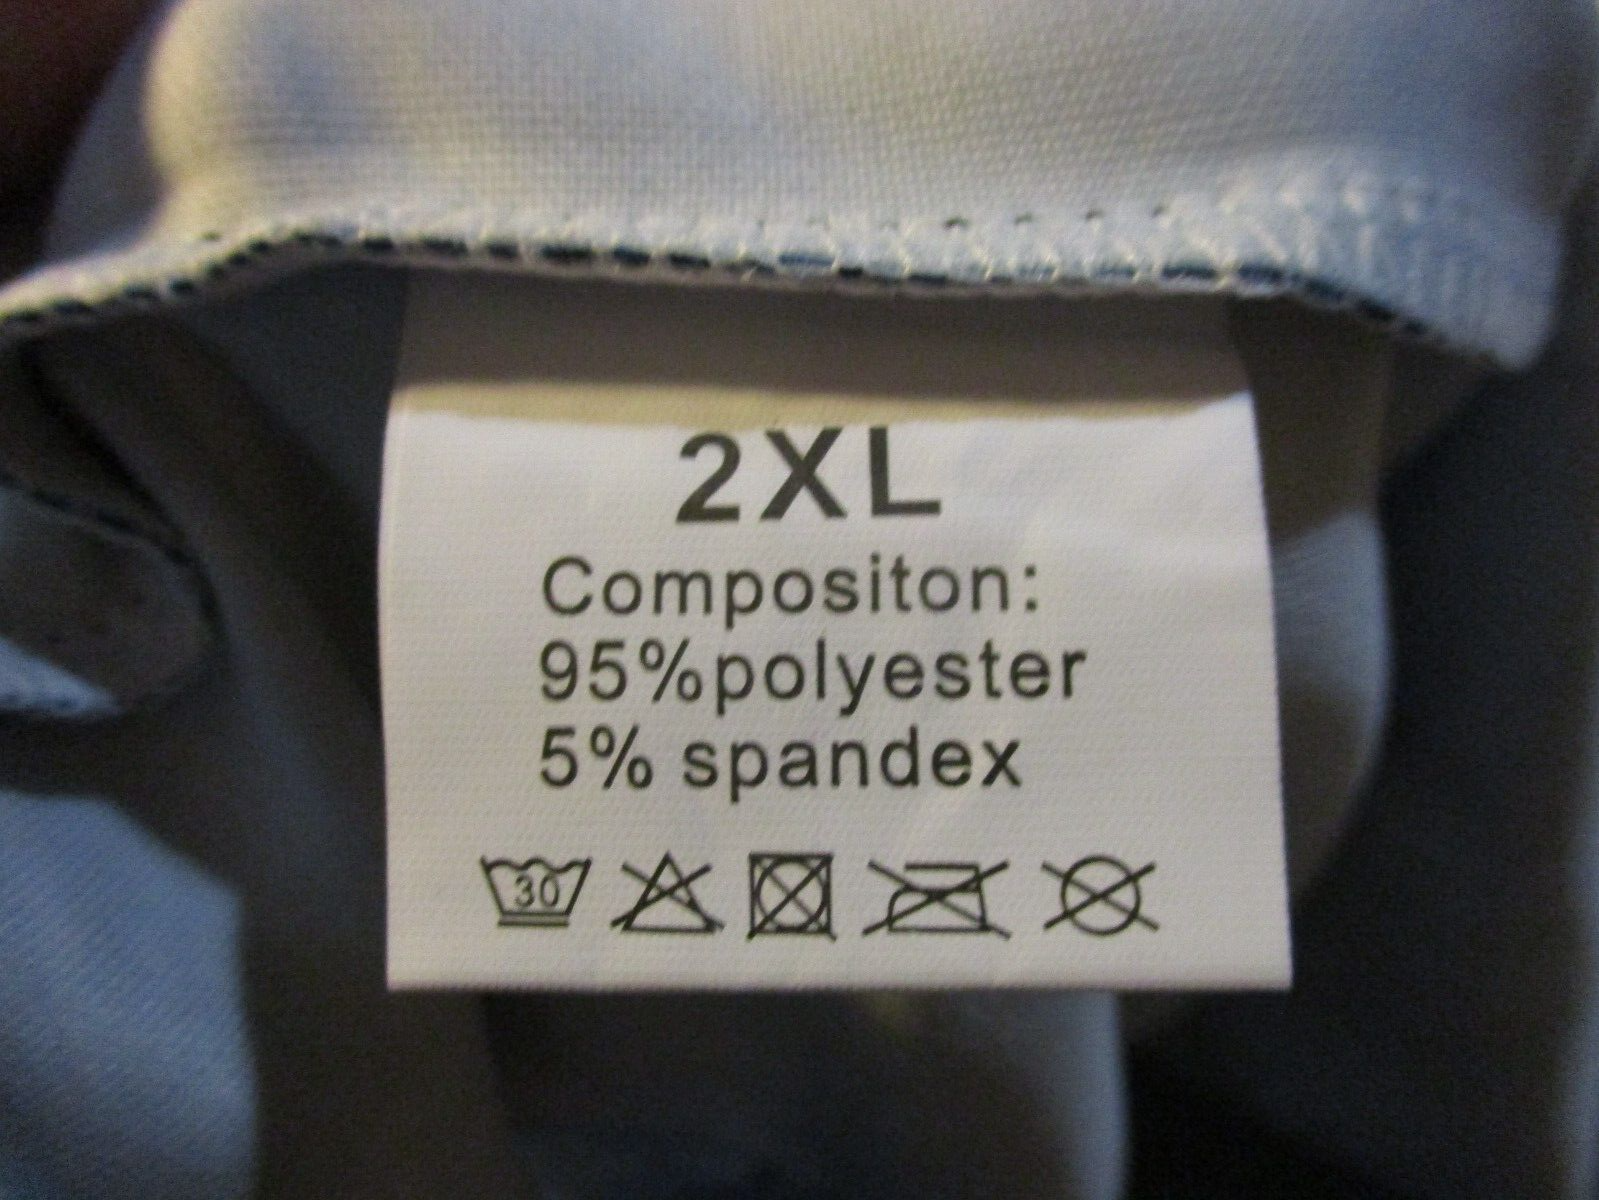 2XL
Compositon:
95%polyester
5% spandex
30